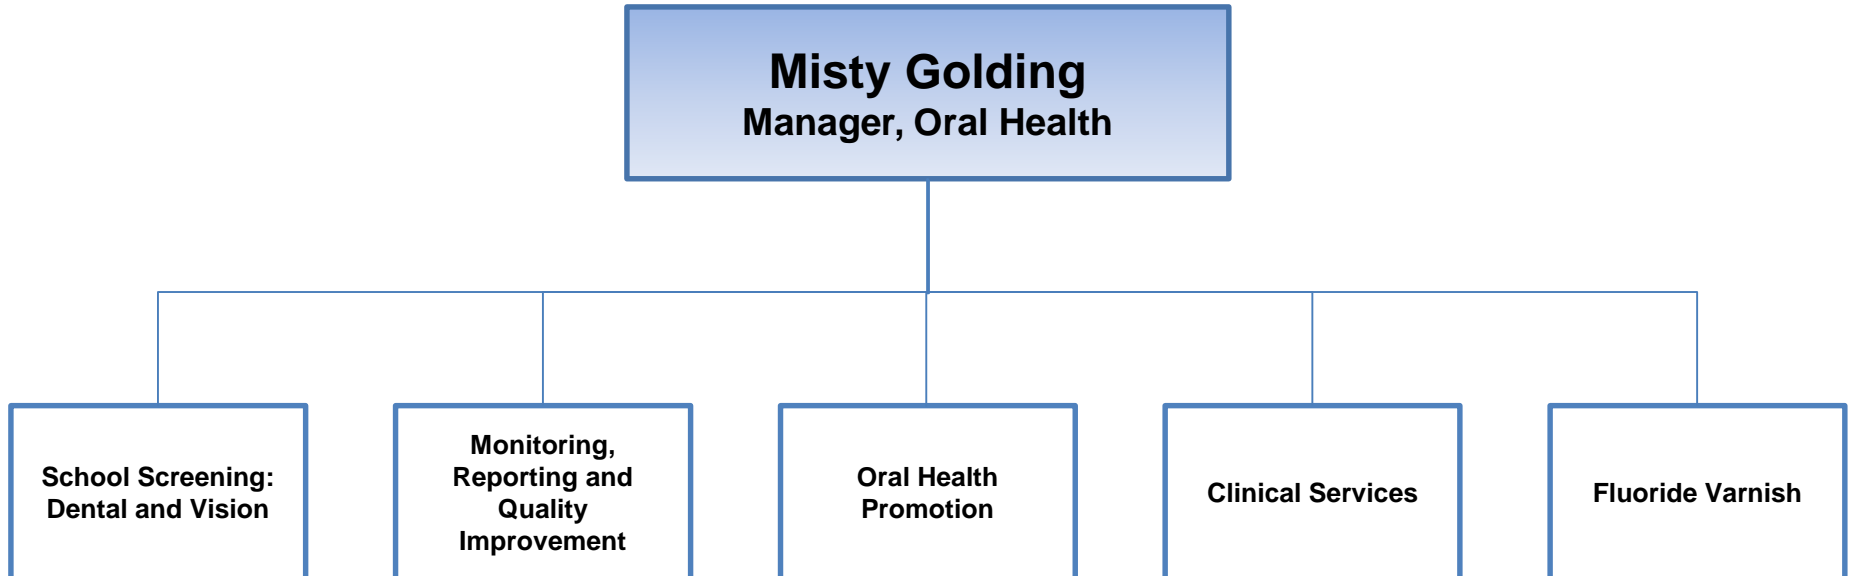 Misty Golding
Manager, Oral Health
School Screening:
Dental and Vision
Monitoring,
Reporting and
Quality
Improvement
Oral Health
Promotion
Clinical Services
Fluoride Varnish